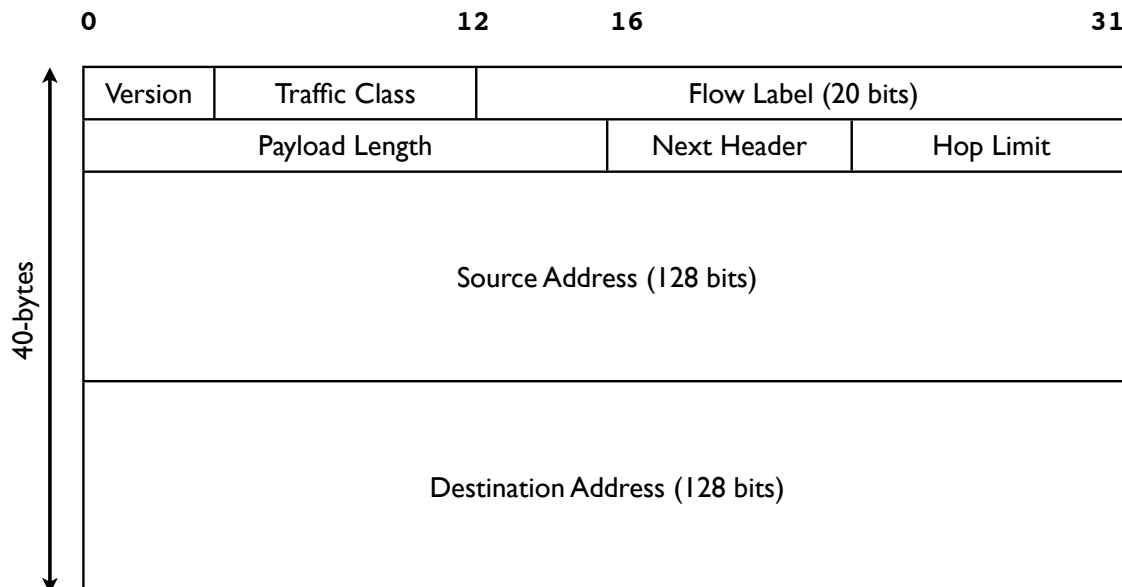 0 12 16 31
Version Traffic Class Flow Label (20 bits)
Payload Length Next Header Hop Limit
Source Address (128 bits)
40-bytes
Destination Address (128 bits)